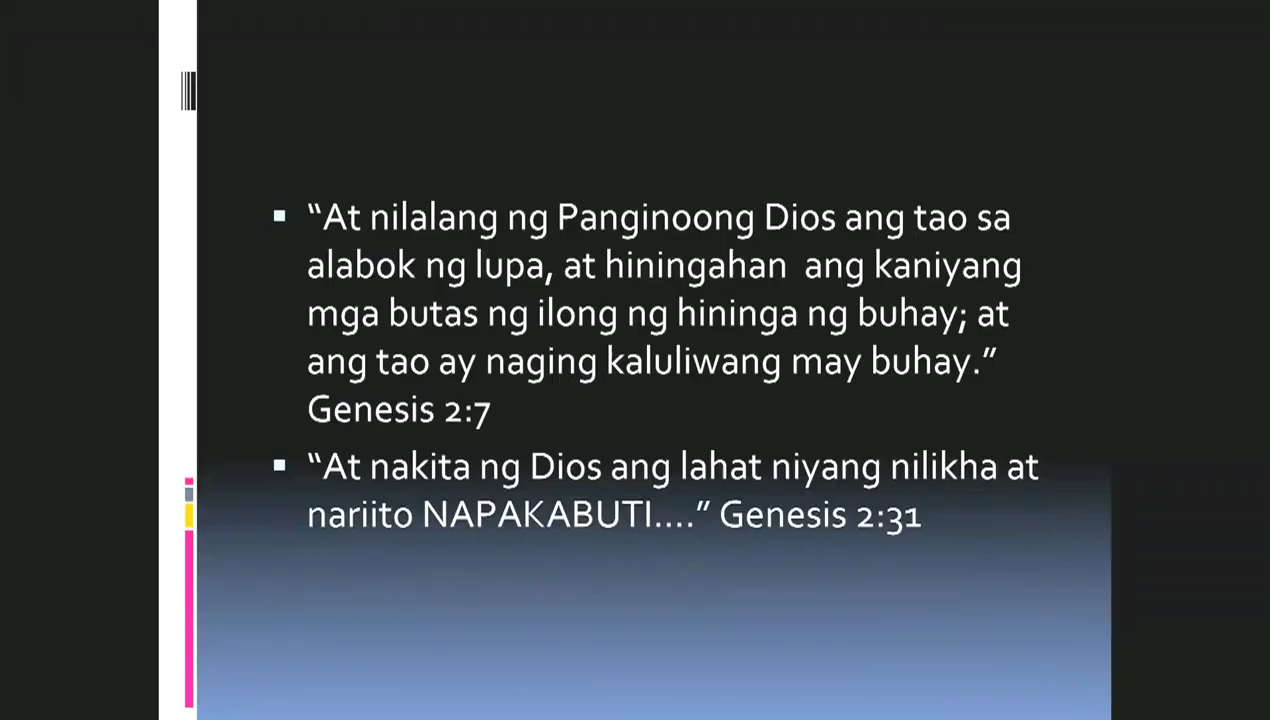 “At nilalang ng Panginoong Dios ang tao sa
alabok ng lupa, at hiningahan ang kaniyang
mga butas ng ilong ng hininga ng buhay; at
ang tao ay naging kaluliwang may buhay.”
Genesis 2:7
“At nakita ng Dios ang lahat niyang nilikha at
nariito NAPAKABUTI....” Genesis 2:31